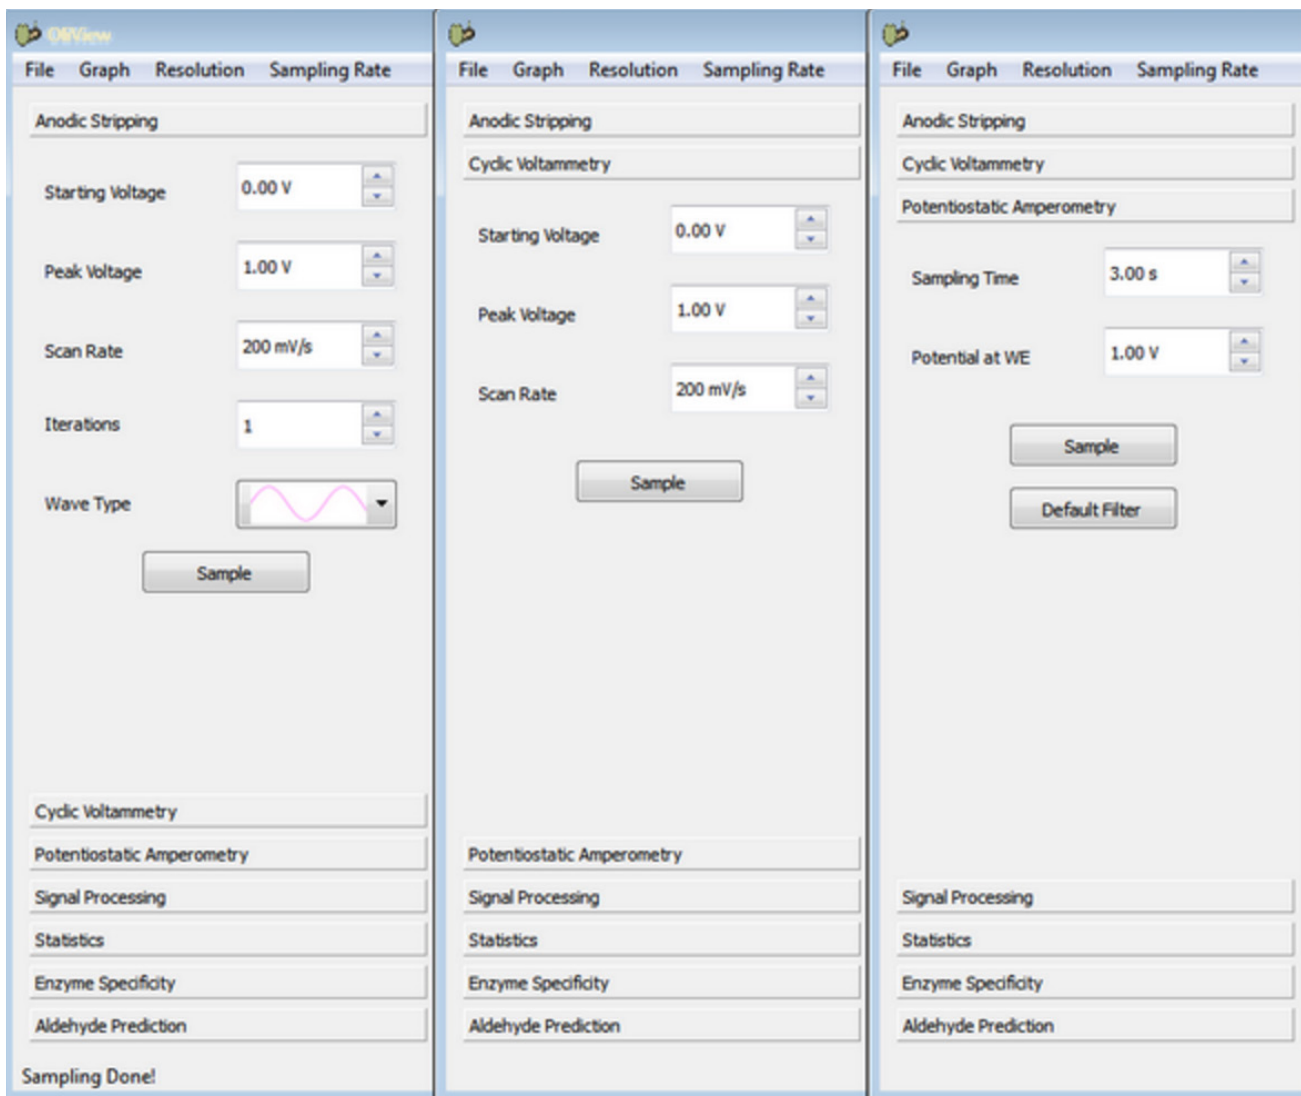 OliView
File Graph Resolution Sampling Rate
Anodic Stripping
Starting Voltage 0.00 V
Peak Voltage 1.00 V
Scan Rate 200 mV/s
Iterations 1
Wave Type
Sample
Cyclic Voltammetry
Potentiostatic Amperometry
Signal Processing
Statistics
Enzyme Specificity
Aldehyde Prediction
Sampling Done!
File Graph Resolution Sampling Rate
Anodic Stripping
Cyclic Voltammetry
Starting Voltage 0.00 V
Peak Voltage 1.00 V
Scan Rate 200 mV/s
Sample
Potentiostatic Amperometry
Signal Processing
Statistics
Enzyme Specificity
Aldehyde Prediction
File Graph Resolution Sampling Rate
Anodic Stripping
Cyclic Voltammetry
Potentiostatic Amperometry
Sampling Time 3.00 s
Potential at WE 1.00 V
Sample
Default Filter
Signal Processing
Statistics
Enzyme Specificity
Aldehyde Prediction